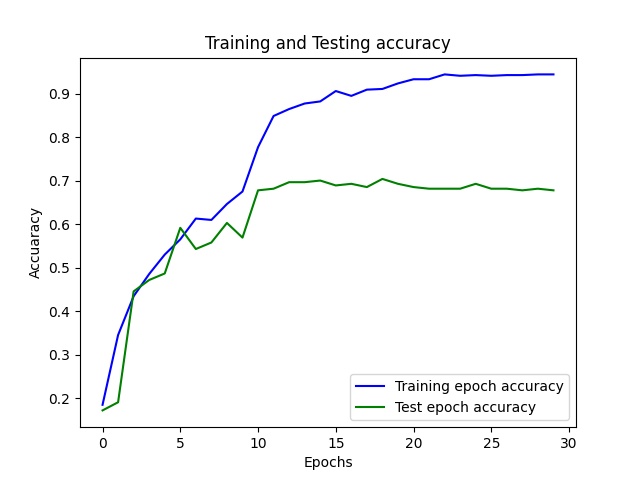 Training and Testing accuracy
Accuaracy
0.9
0.8
0.7
0.6
0.5
0.4
0.3
0.2
Training epoch accuracy
Test epoch accuracy
0 5 10 15 20 25 30
Epochs